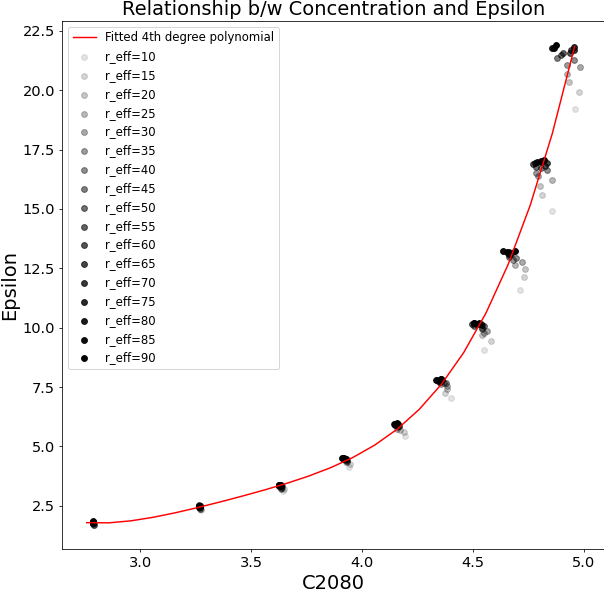 Relationship b/w Concentration and Epsilon
22.5
20.0
17.5
15.0
12.5
10.0
7.5
5.0
2.5
Epsilon
Fitted 4th degree polynomial
r_eff=10
r_eff=15
r_eff=20
r_eff=25
r_eff=30
r_eff=35
r_eff=40
r_eff=45
r_eff=50
r_eff=55
r_eff=60
r_eff=65
r_eff=70
r_eff=75
r_eff=80
r_eff=85
r_eff=90
3.0 3.5 4.0 4.5 5.0
C2080